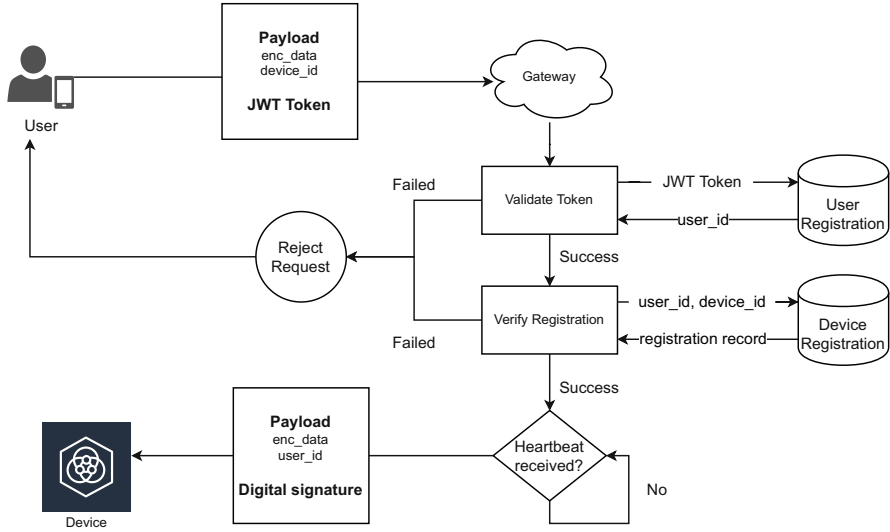 Payload
enc_data
device_id
JWT Token
User
Gateway
Validate Token
JWT Token
user_id
User
Registration
Failed
Reject
Request
Success
Verify Registration
user_id, device_id
registration record
Device
Registration
Failed
Success
Payload
enc_data
user_id
Digital signature
Heartbeat
received?
No
Device